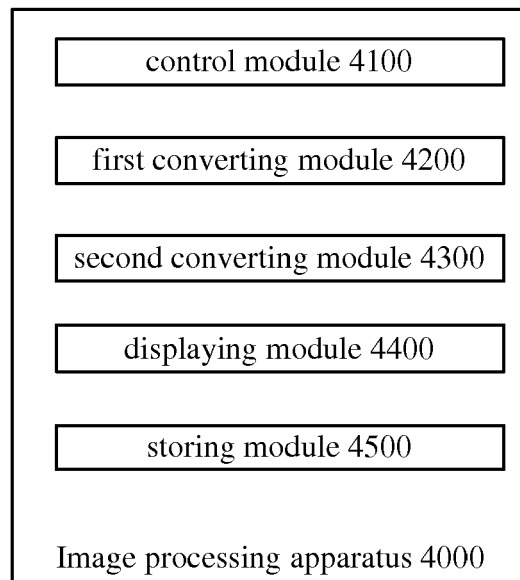 control module 4100
first converting module 4200
second converting module 4300
displaying module 4400
storing module 4500
Image processing apparatus 4000